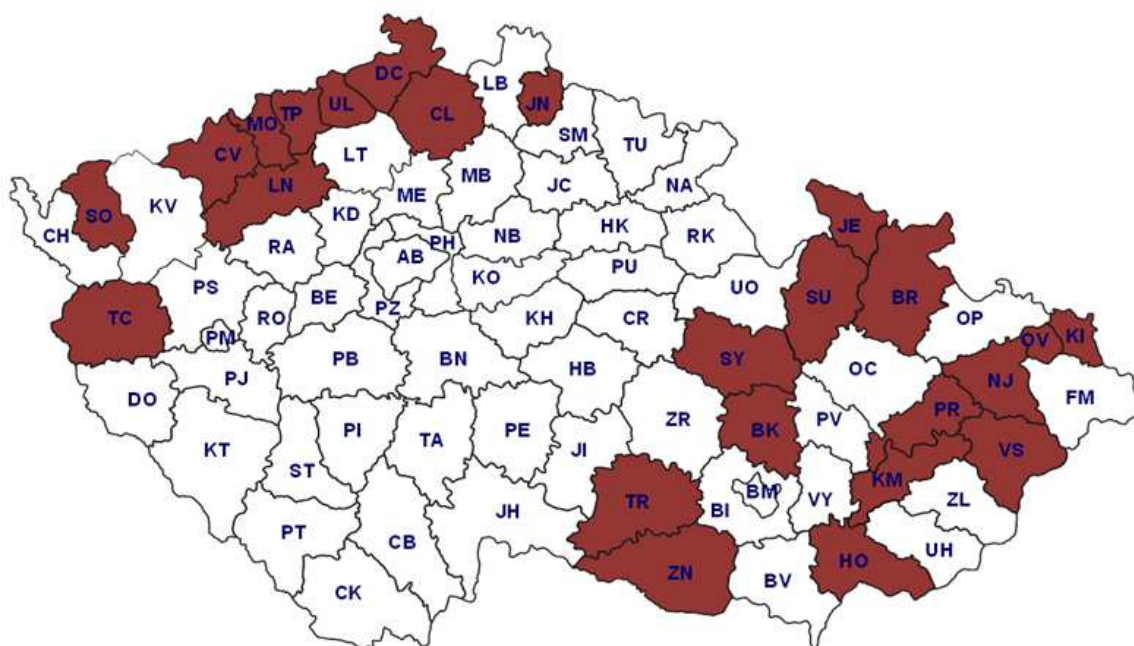 DC
LB
JN
UL
TP
CL
MO
SM
TU
CV
LT
MB
JC
NA
LN
ME
KV
SO
KD
CH
RA
PH
NB
HK
RK
JE
AB
KO
PU
PS
BE
UO
SU
BR
TC
RO
PZ
KH
CR
OP
PM
OV
KI
PB
BN
SY
HB
OC
NJ
DO
PJ
FM
PR
PI
TA
PE
ZR
BK
PV
KT
ST
JI
VS
KM
BM
TR
VY
ZL
JH
BI
PT
CB
UH
HO
ZN
BV
CK